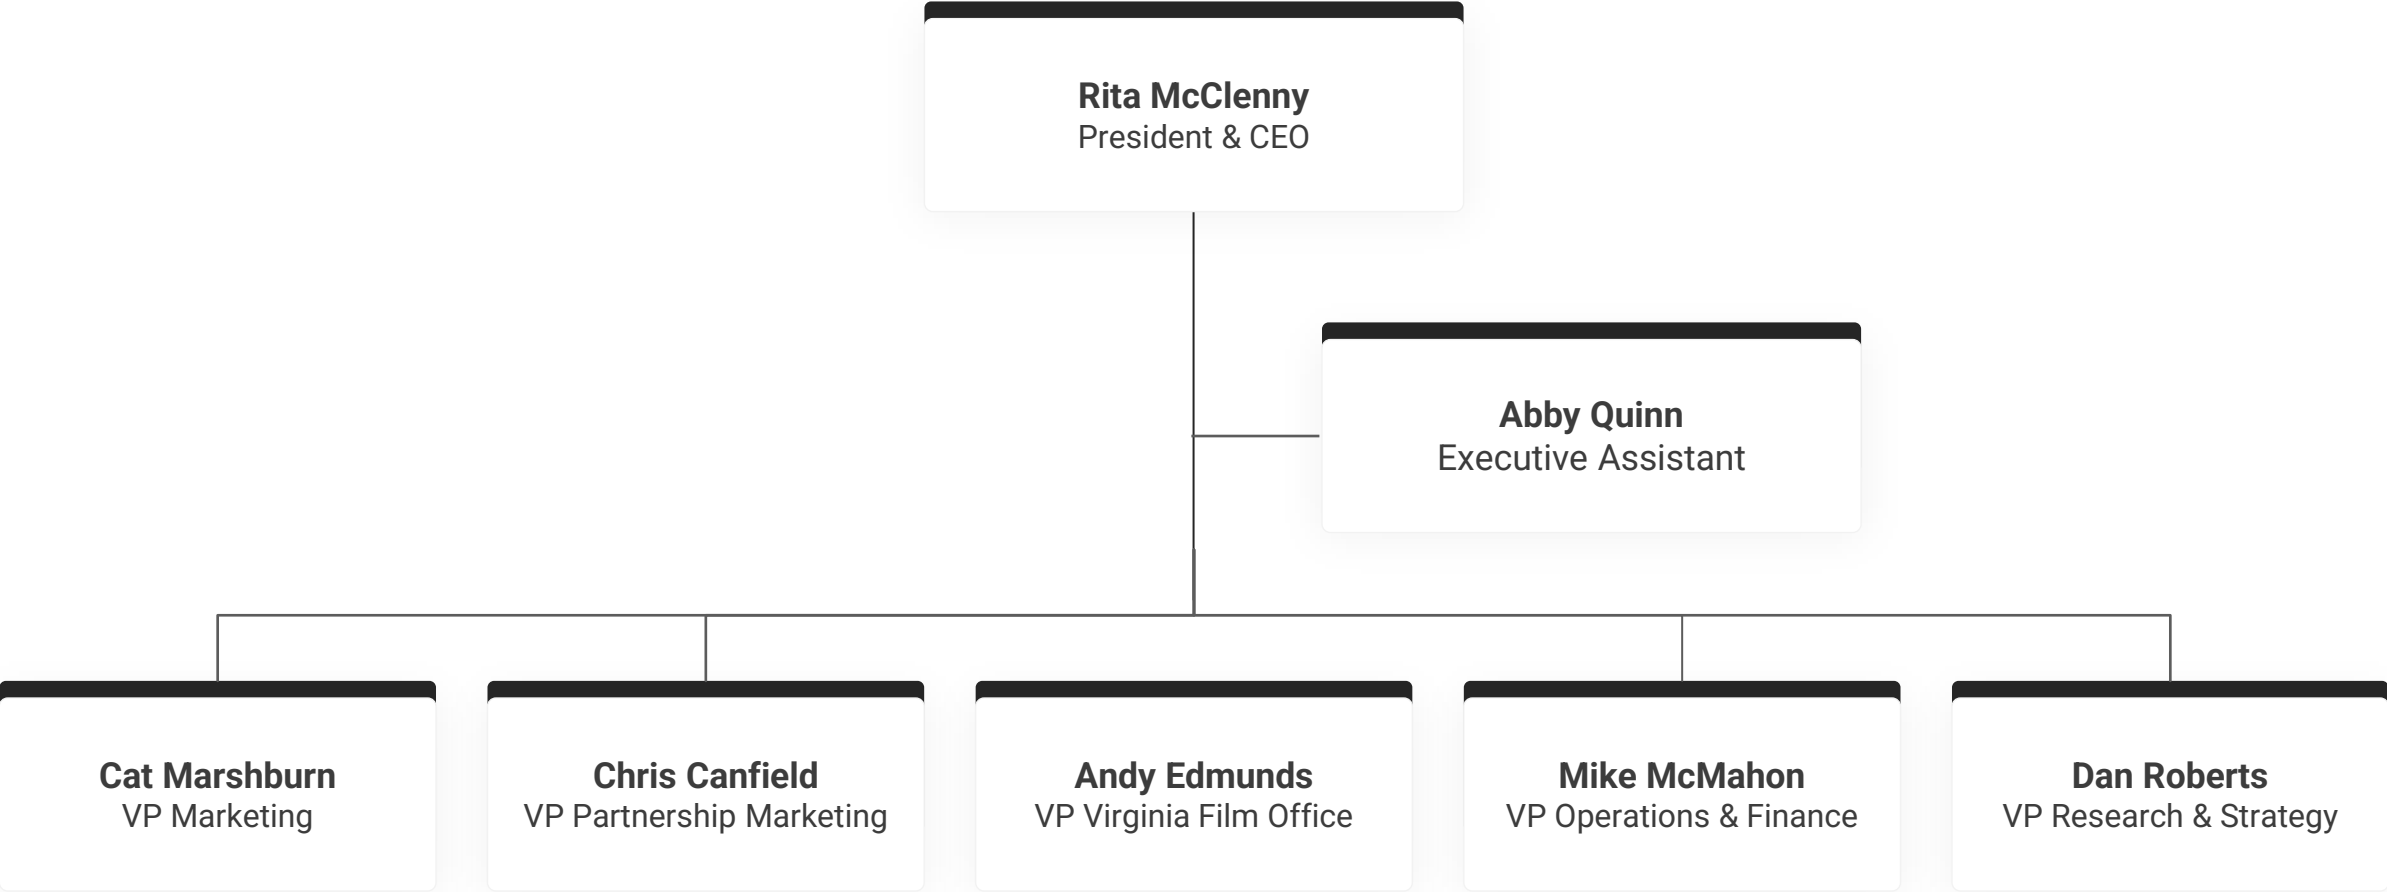 Rita McClenny
President & CEO
Abby Quinn
Executive Assistant
Cat Marshburn
VP Marketing
Chris Canfield
VP Partnership Marketing
Andy Edmunds
VP Virginia Film Office
Mike McMahon
VP Operations & Finance
Dan Roberts
VP Research & Strategy